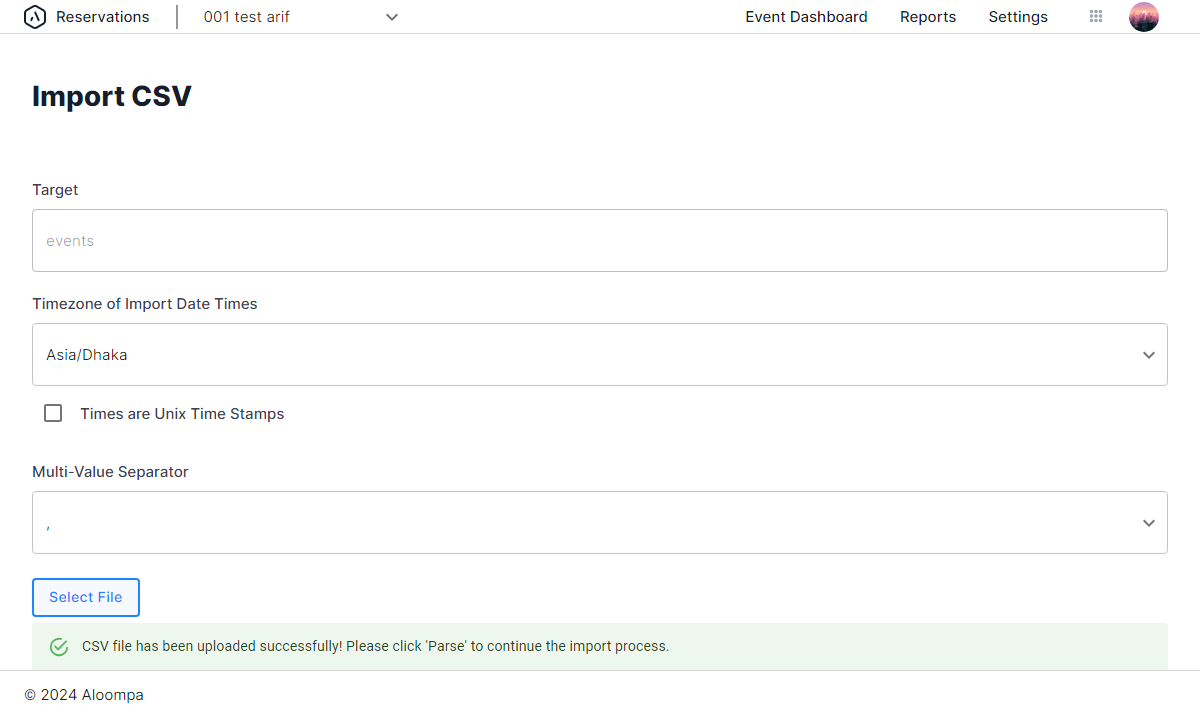 Reservations
001 test arif
Event Dashboard
Reports
Settings
Import CSV
Target
events
Timezone of Import Date Times
Asia/Dhaka
Times are Unix Time Stamps
Multi-Value Separator
,
Select File
CSV file has been uploaded successfully! Please click 'Parse' to continue the import process.
© 2024 Aloompa